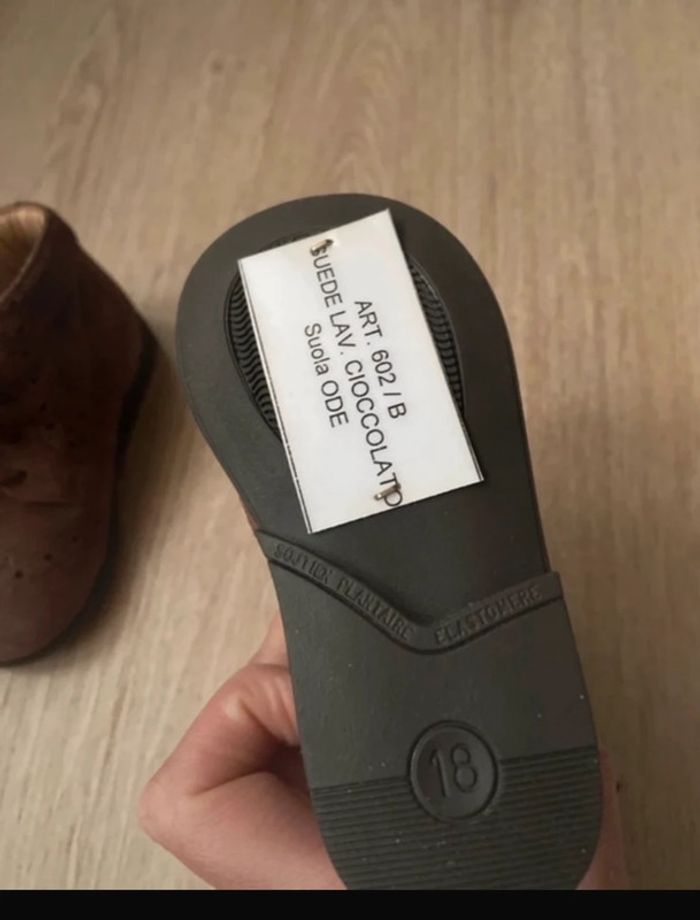 ART. 602 / B
SUEDE LAV. CIOCCOLATO
Suola ODE
SOUTIEN PLANTAIRE
ELASTOMERE
18